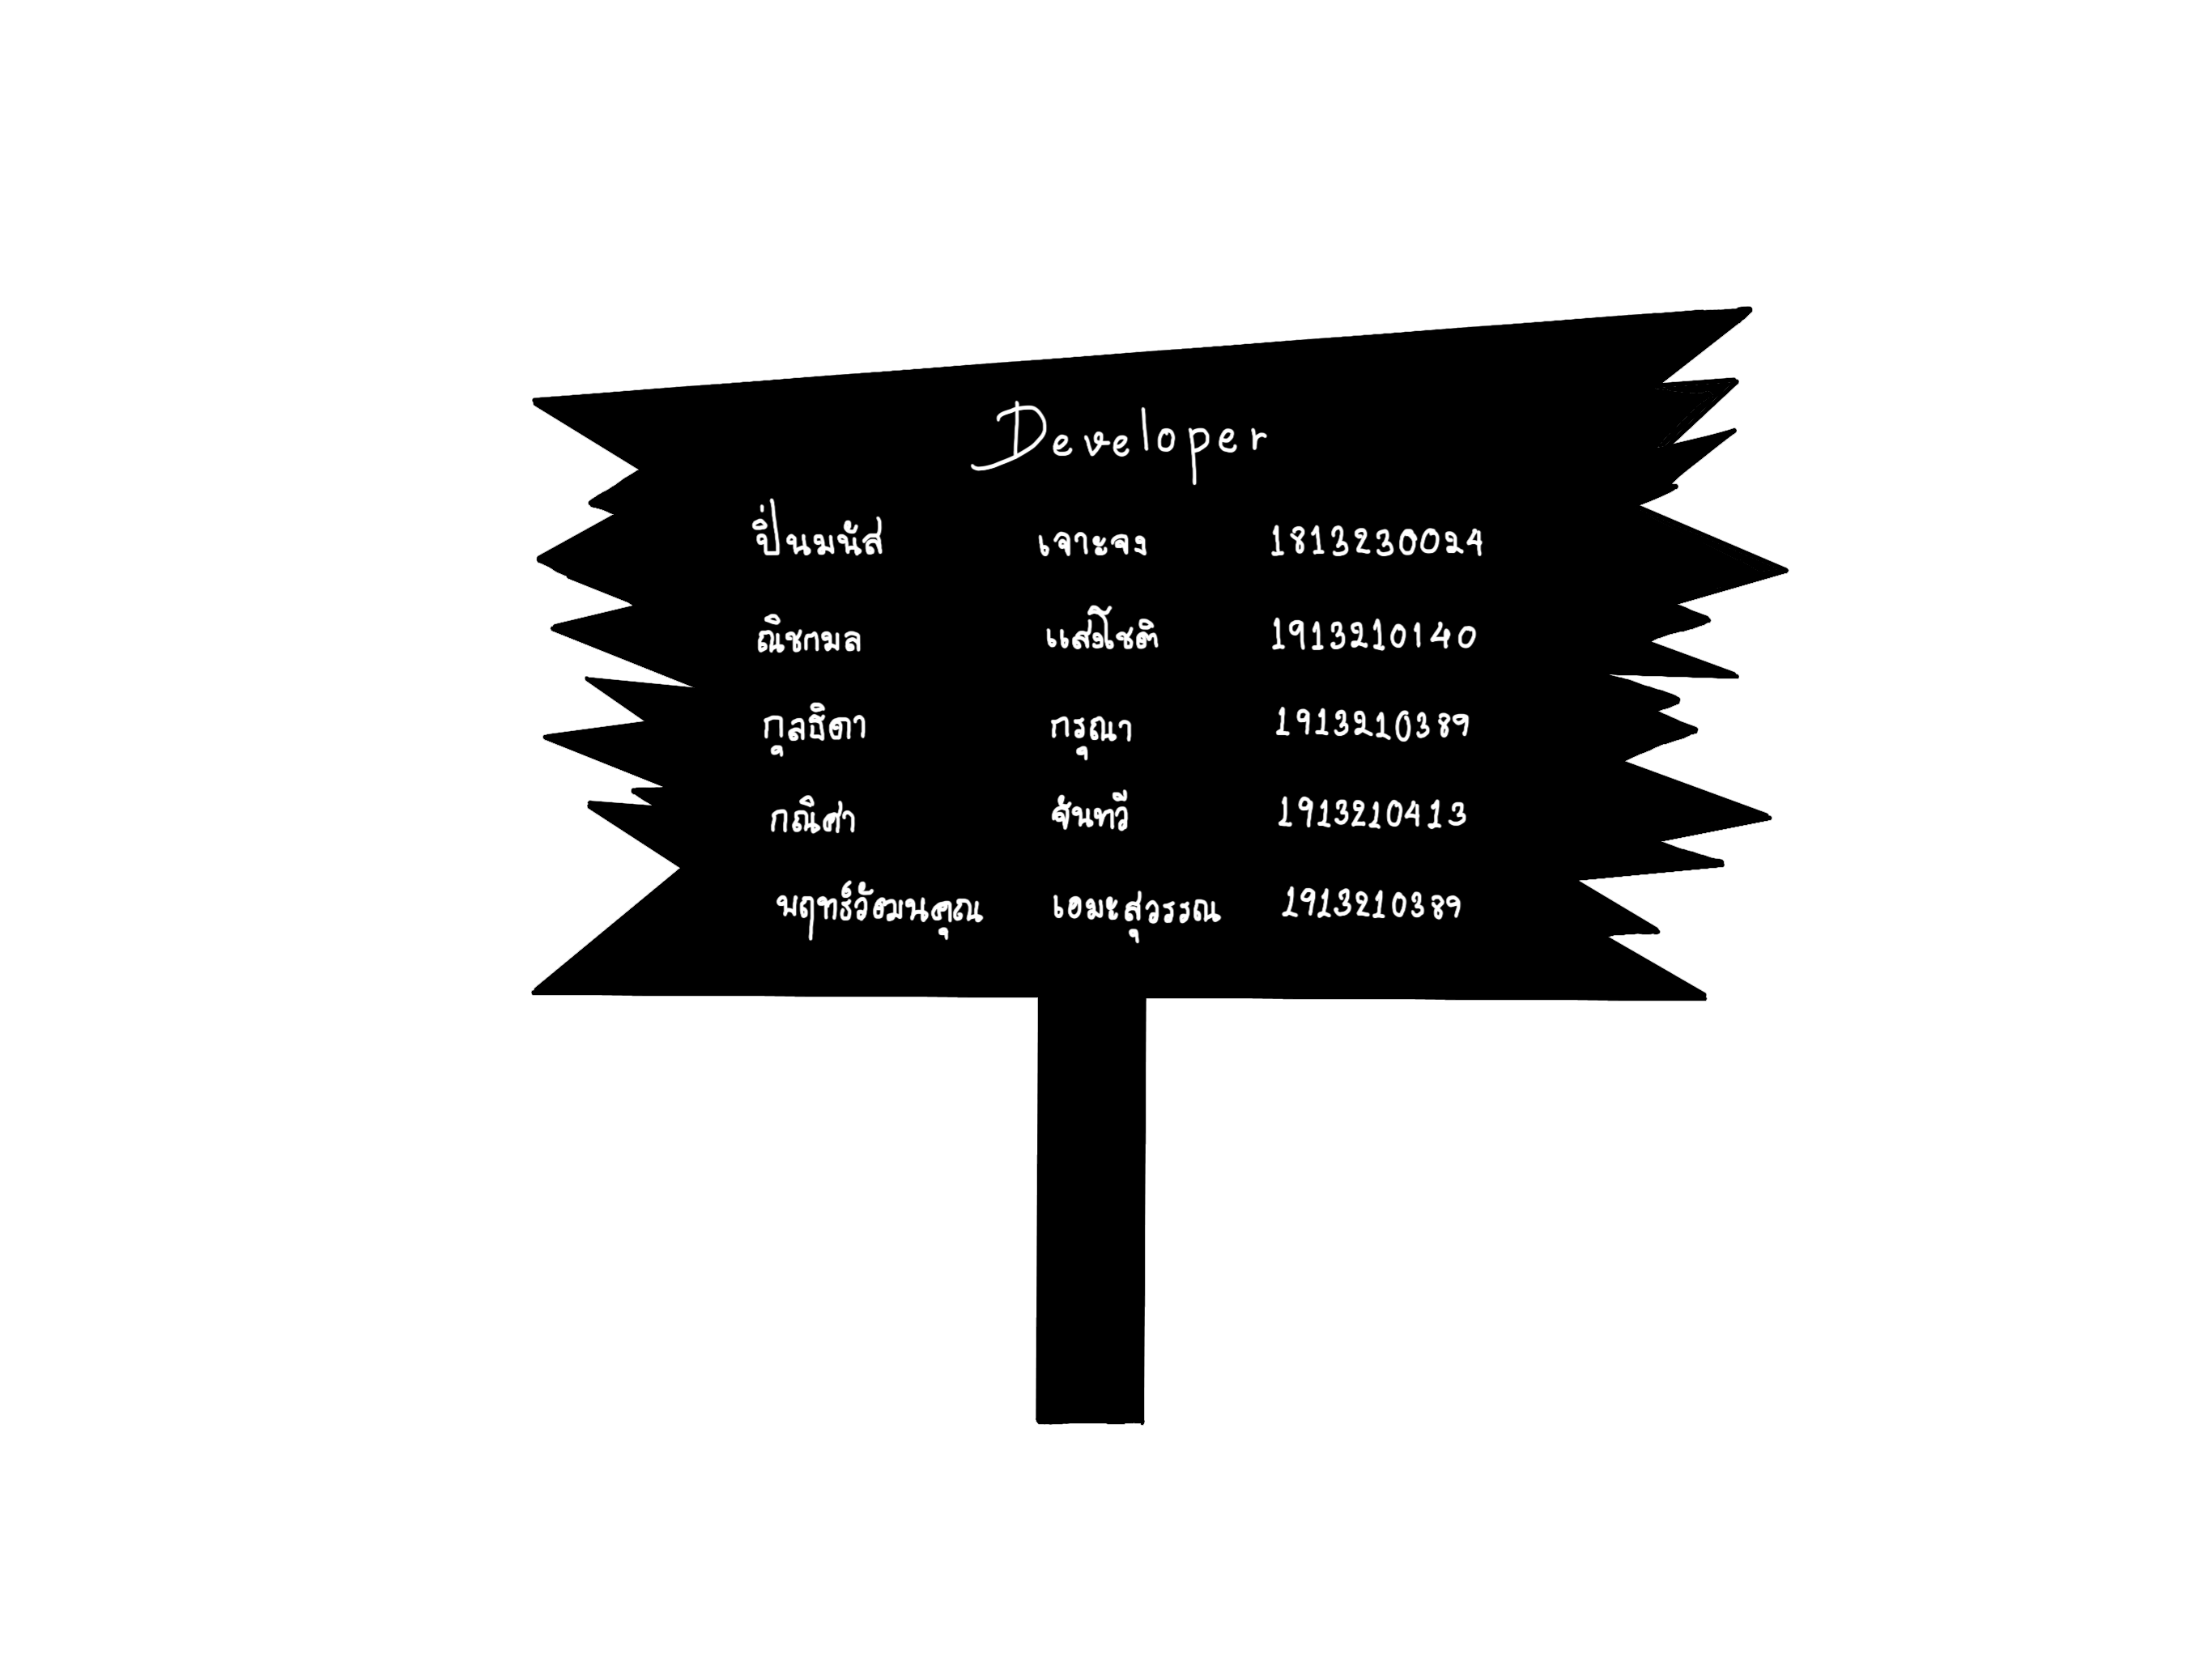 Developer
ปิ่นมนัส เจาะจง 1813230024
ณิชกมล แสงโชติ 1913210140
กุลธิดา กรุณา 1913210389
กณิศา จันทวี 1913210413
พฤทธ์วัฒนคุณ เอมะสุวรรณ 1913210389